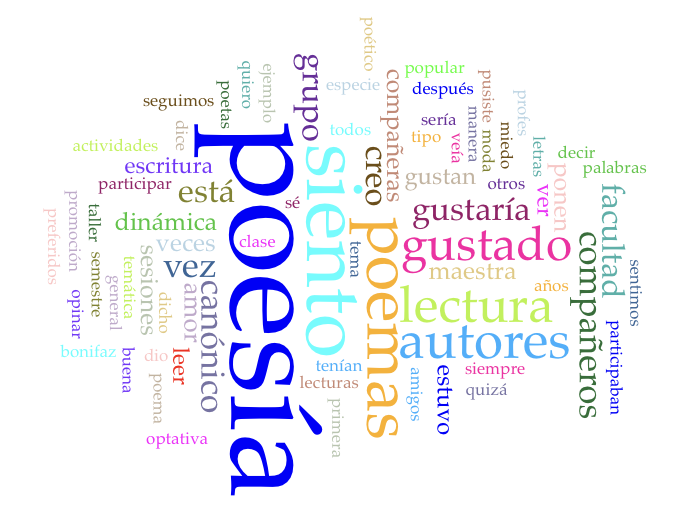 poético
popular
especie
después
pusiste
profes
grupo
ejemplo
quiero
poetas
seguimos
compañeras
todos
sería
manera
moda
miedo
letras
tipo
veía
decir
palabras
dice
actividades
escritura
participar
está
sé
creo
gustan
otros
ver
ponen
facultad
poesía
siento
poemas
gustaría
gustado
compañeros
sentimos
promoción
preferidos
taller
dinámica
veces
clase
tema
maestra
años
semestre
sesiones
vez
temática
general
dicho
amor
canónico
lectura
autores
opinar
bonifaz
buena
dio
poema
leer
tenían
lecturas
primera
amigos
estuvo
siempre
quizá
participaban
optativa